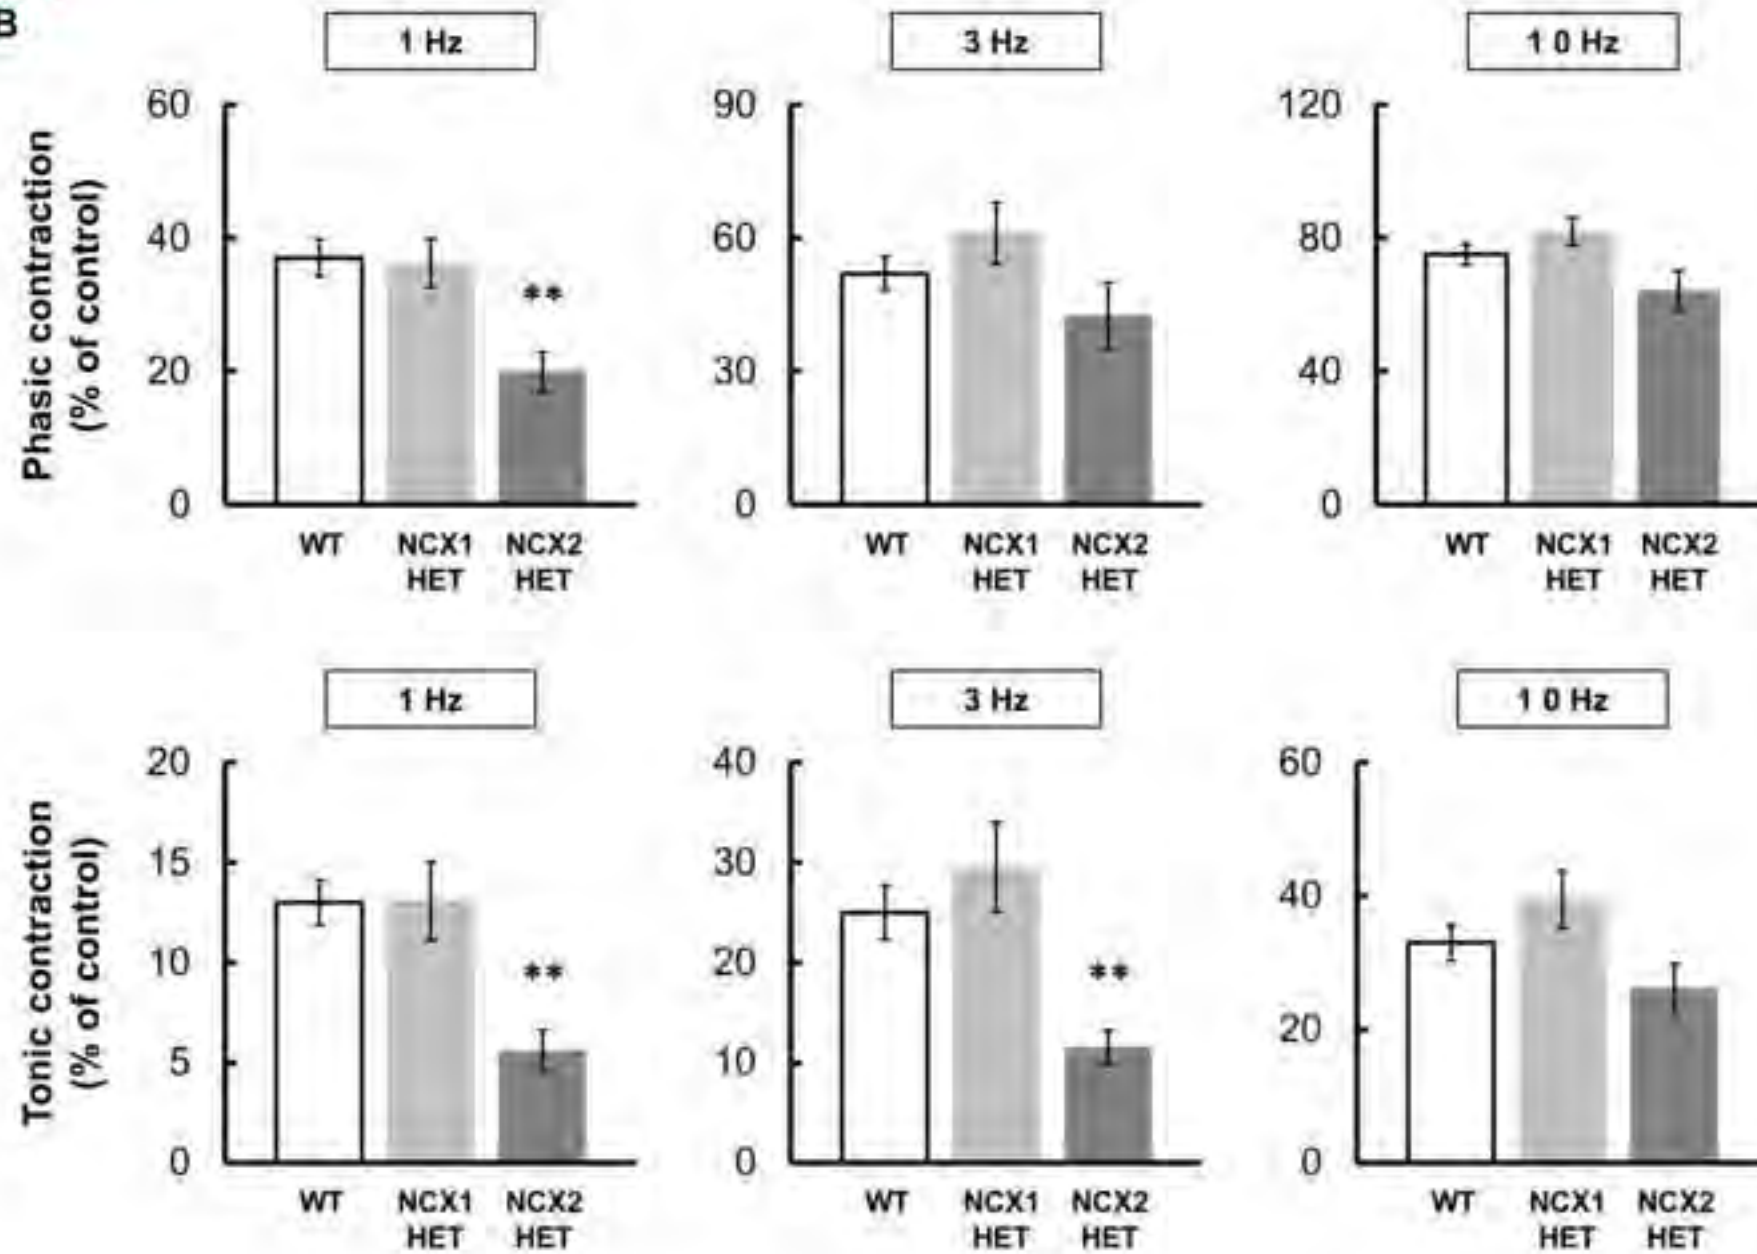 B
1 Hz
3 Hz
1 0 Hz
Phasic contraction
(% of control)
60
40
20
0
WT
NCX1
HET
NCX2
HET
90
60
30
0
WT
NCX1
HET
NCX2
HET
120
80
40
0
WT
NCX1
HET
NCX2
HET
**
1 Hz
3 Hz
1 0 Hz
Tonic contraction
(% of control)
20
15
10
5
0
**
WT
NCX1
HET
NCX2
HET
40
30
20
10
0
**
WT
NCX1
HET
NCX2
HET
60
40
20
0
WT
NCX1
HET
NCX2
HET